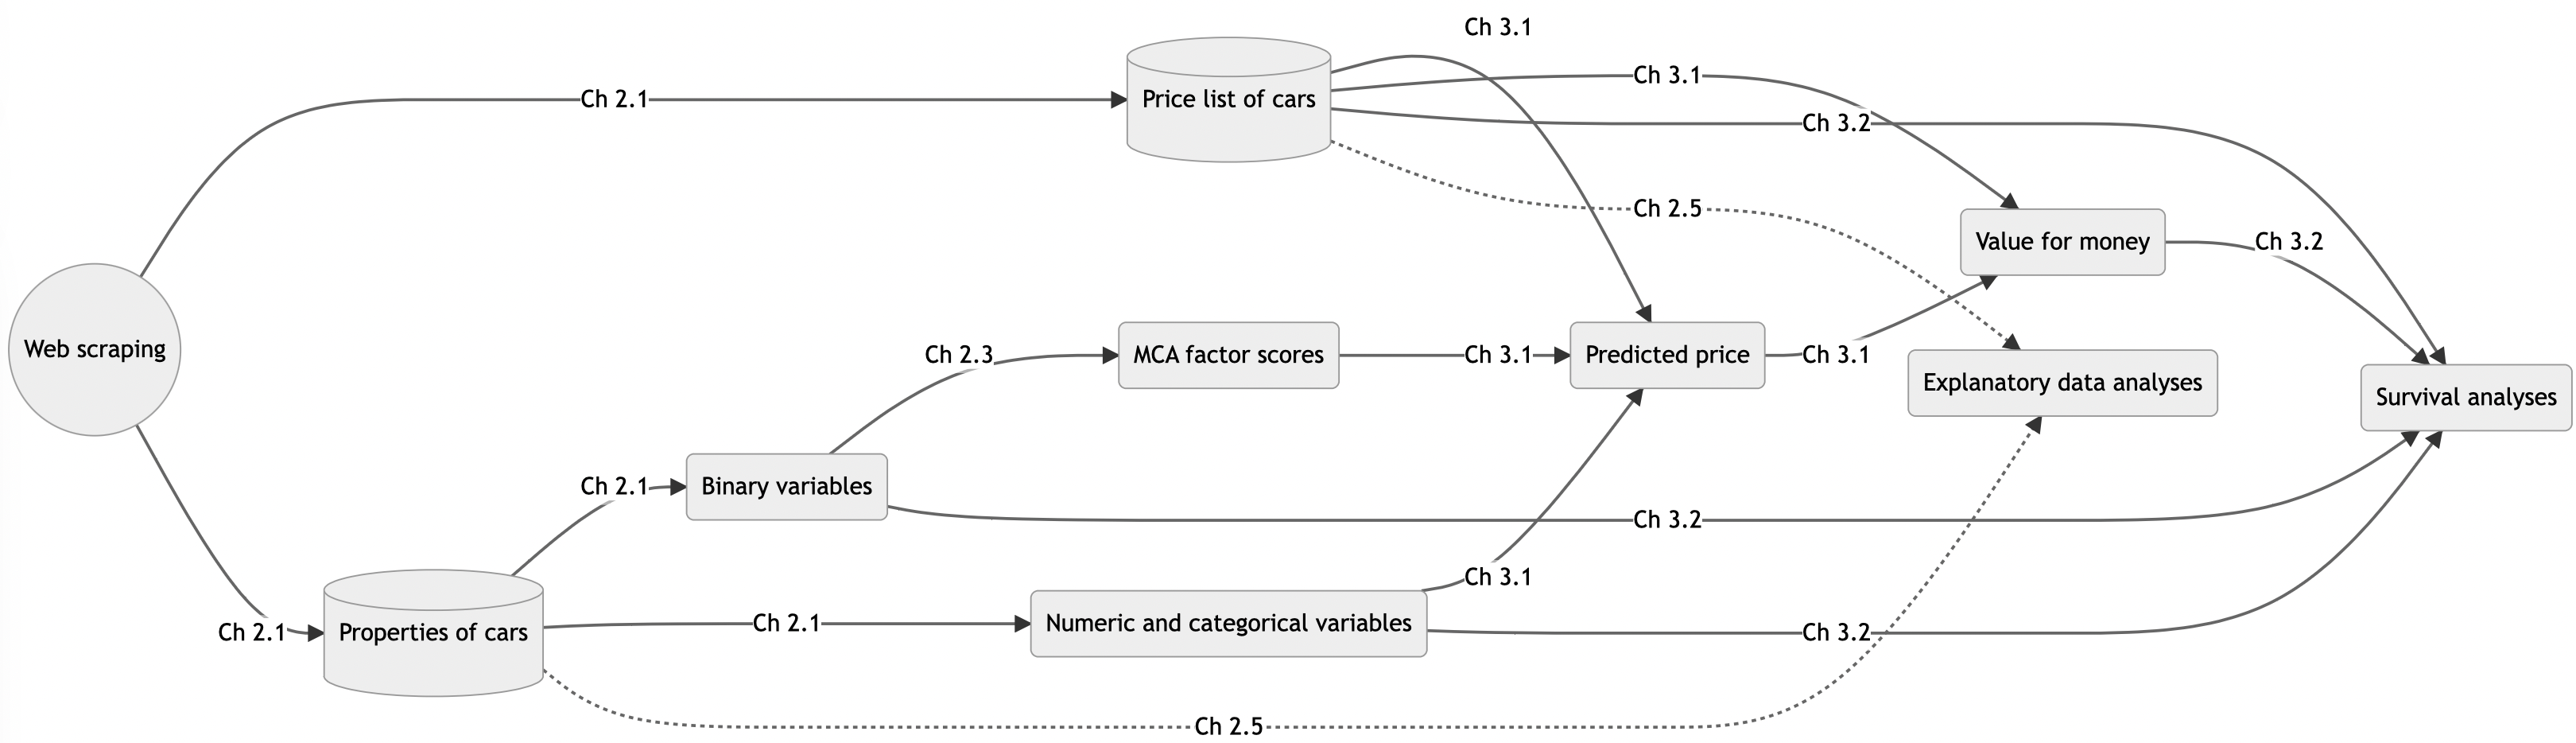 Ch 3.1
Ch 3.1
Ch 2.1
Price list of cars
Ch 3.2
Ch 2.5
Value for money
Ch 3.2
Web scraping
Ch 2.3
MCA factor scores
Ch 3.1
Predicted price
Ch 3.1
Explanatory data analyses
Survival analyses
Ch 2.1
Binary variables
Ch 3.2
Ch 3.1
Ch 2.1
Properties of cars
Ch 2.1
Numeric and categorical variables
Ch 3.2
Ch 2.5